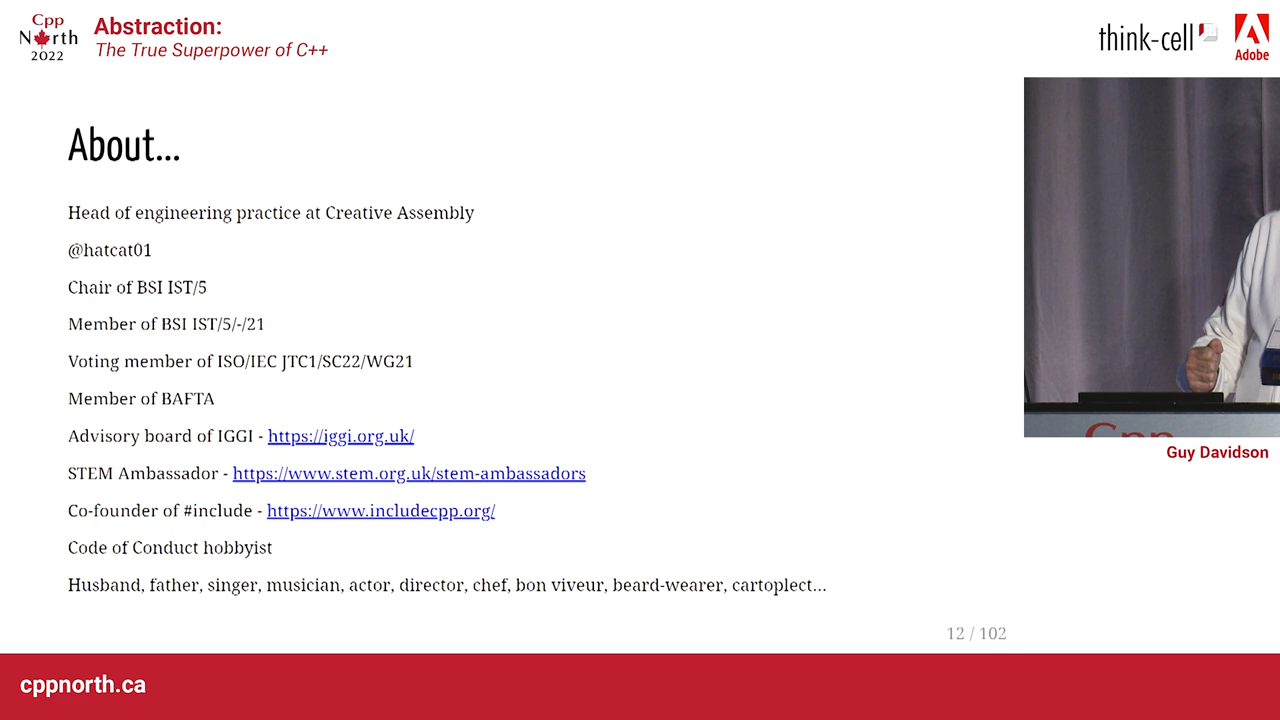 Cpp
North
2022
Abstraction:
The True Superpower of C++
think-cell
Adobe
About...
Head of engineering practice at Creative Assembly
@hatcat01
Chair of BSI IST/5
Member of BSI IST/5/-/21
Voting member of ISO/IEC JTC1/SC22/WG21
Member of BAFTA
Advisory board of IGGI - https://iggi.org.uk/
STEM Ambassador - https://www.stem.org.uk/stem-ambassadors
Co-founder of #include - https://www.includecpp.org/
Code of Conduct hobbyist
Husband, father, singer, musician, actor, director, chef, bon viveur, beard-wearer, cartoplect...
12 / 102
Cpp
Guy Davidson
cppnorth.ca